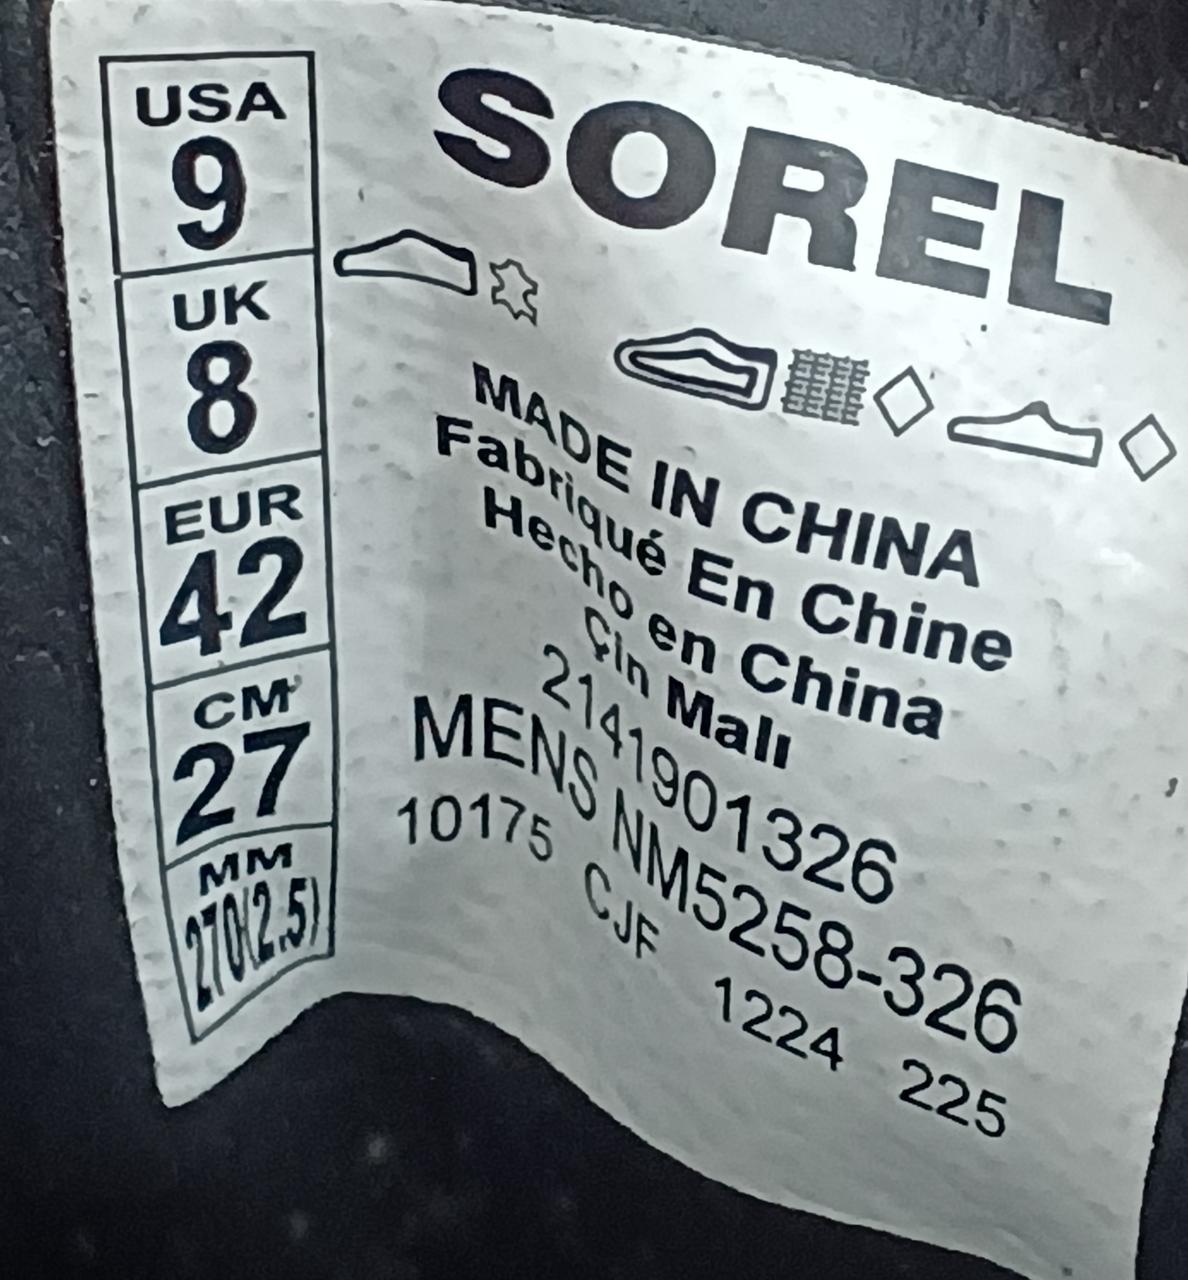 USA
9
UK
8
EUR
42
CM
27
MM
270(2.5)
SOREL
MADE IN CHINA
Fabriqué En Chine
Hecho en China
Çin Malı
2141901326
MENS NM5258-326
10175 CJF 1224 225